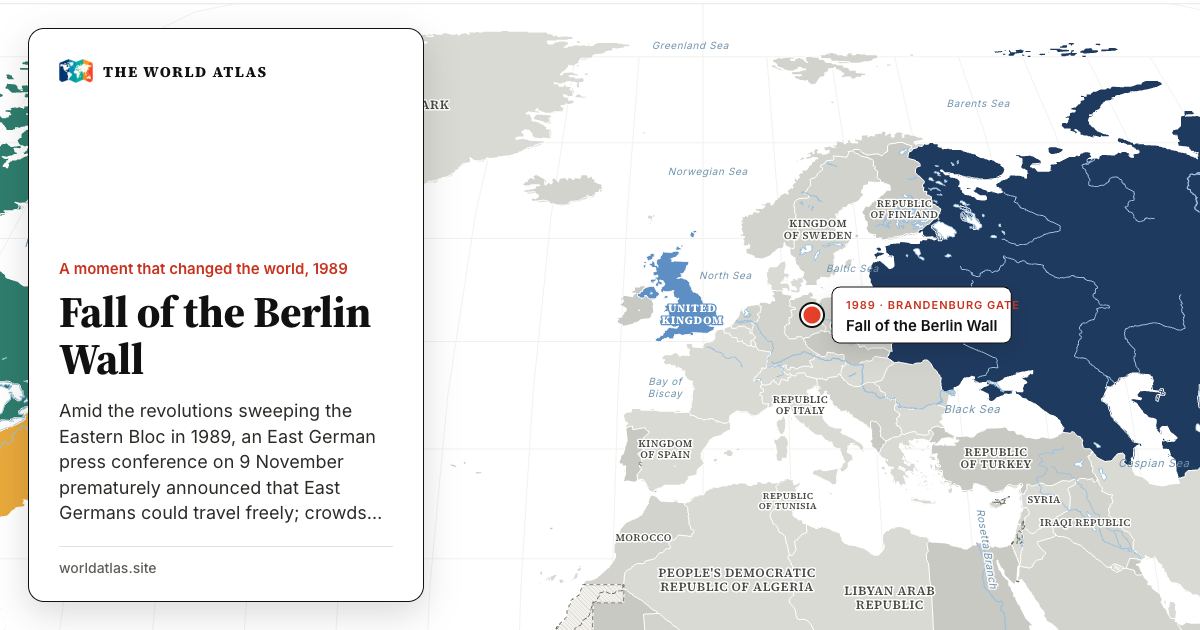 THE WORLD ATLAS
A moment that changed the world, 1989
Fall of the Berlin
Wall
Amid the revolutions sweeping the
Eastern Bloc in 1989, an East German
press conference on 9 November
prematurely announced that East
Germans could travel freely; crowds...
worldatlas.site
Greenland Sea
ARK
Barents Sea
Norwegian Sea
REPUBLIC
OF FINLAND
KINGDOM
OF SWEDEN
North Sea
Baltic Sea
UNITED
KINGDOM
1989 · BRANDENBURG GATE
Fall of the Berlin Wall
Bay of
Biscay
REPUBLIC
OF ITALY
Black Sea
KINGDOM
OF SPAIN
REPUBLIC
OF TURKEY
Caspian Sea
REPUBLIC
OF TUNISIA
SYRIA
IRAQI REPUBLIC
MOROCCO
Rosetta Branch
PEOPLE'S DEMOCRATIC
REPUBLIC OF ALGERIA
LIBYAN ARAB
REPUBLIC